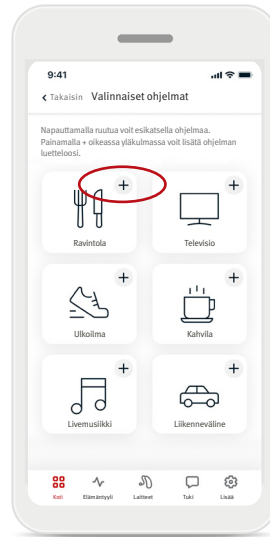 9:41
Takaisin Valinnaiset ohjelmat
Napauttamalla ruutua voit esikatsella ohjelmaa.
Painamalla + oikeassa yläkulmassa voit lisätä ohjelman
luetteloosi.
+ +
Ravintola Televisio
+ +
Ulkoilma Kahvila
+ +
Livemusiikki Liikenneväline
Koti Elämäntyyli Laitteet Tuki Lisää